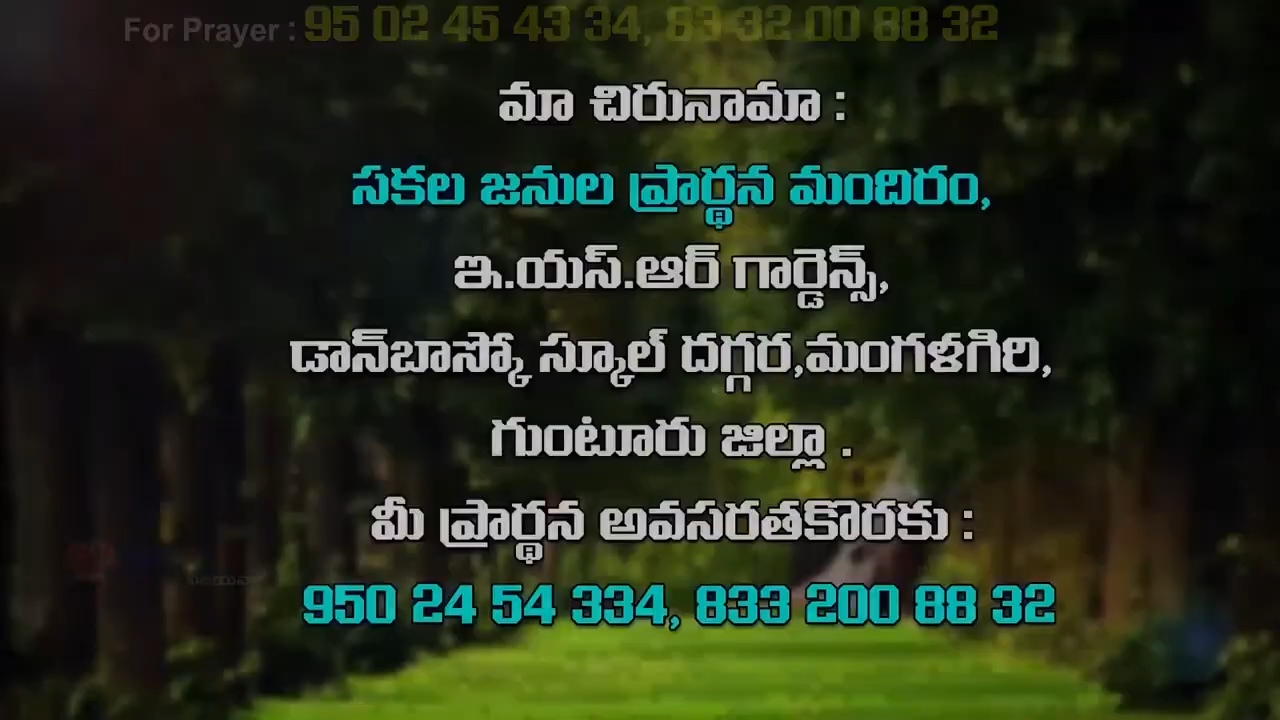 For Prayer : 95 02 45 43 34, 83 32 00 88 32
మా చిరునామా :
సకల జనుల ప్రార్థన మందిరం,
ఇ.యస్.ఆర్ గార్డెన్స్,
డాన్‌బాస్కో స్కూల్ దగ్గర,మంగళగిరి,
గుంటూరు జిల్లా .
మీ ప్రార్థన అవసరతకొరకు :
950 24 54 334, 833 200 88 32